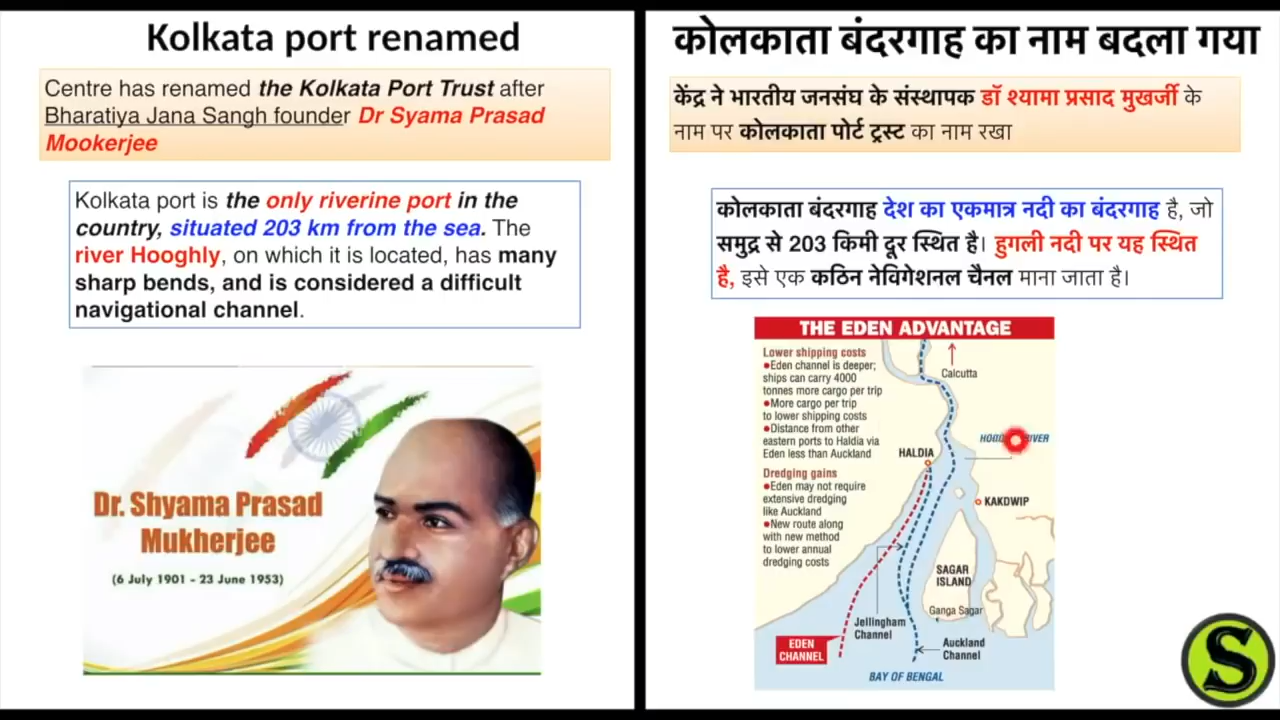 Kolkata port renamed
Centre has renamed the Kolkata Port Trust after
Bharatiya Jana Sangh founder Dr Syama Prasad
Mookerjee
Kolkata port is the only riverine port in the
country, situated 203 km from the sea. The
river Hooghly, on which it is located, has many
sharp bends, and is considered a difficult
navigational channel.
Dr. Shyama Prasad
Mukherjee
(6 July 1901 - 23 June 1953)
कोलकाता बंदरगाह का नाम बदला गया
केंद्र ने भारतीय जनसंघ के संस्थापक डॉ श्यामा प्रसाद मुखर्जी के
नाम पर कोलकाता पोर्ट ट्रस्ट का नाम रखा
कोलकाता बंदरगाह देश का एकमात्र नदी का बंदरगाह है, जो
समुद्र से 203 किमी दूर स्थित है। हुगली नदी पर यह स्थित
है, इसे एक कठिन नेविगेशनल चैनल माना जाता है।
THE EDEN ADVANTAGE
Lower shipping costs
•Eden channel is deeper;
ships can carry 4000
tonnes more cargo per trip
•More cargo per trip
to lower shipping costs
•Distance from other
eastern ports to Haldia via
Eden less than Auckland
Dredging gains
•Eden may not require
extensive dredging
like Auckland
•New route along
with new method
to lower annual
dredging costs
Calcutta
HALDIA
KAKDWIP
SAGAR
ISLAND
Ganga Sagar
Jellingham
Channel
EDEN
CHANNEL
Auckland
Channel
BAY OF BENGAL
S